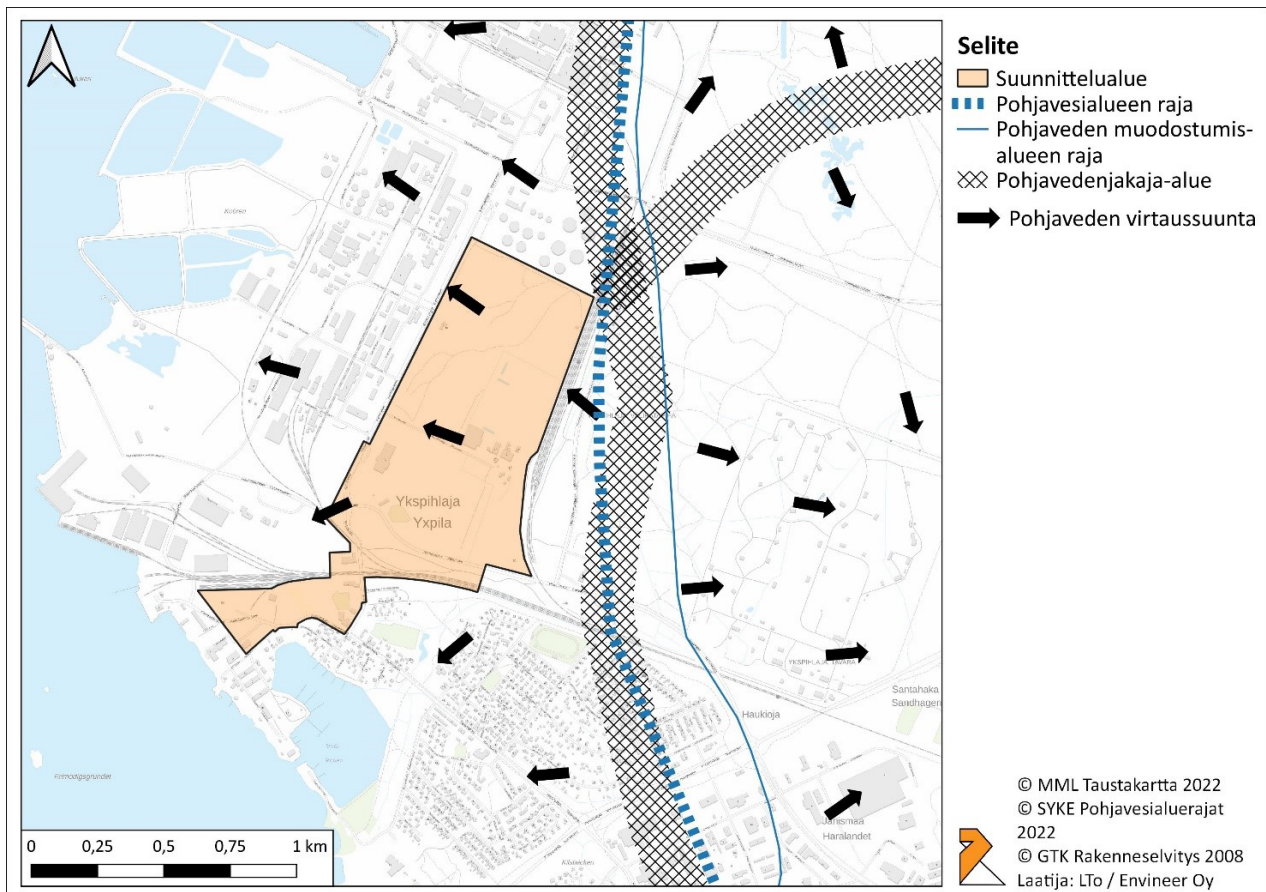 Selite
Suunnittelualue
Pohjavesialueen raja
Pohjaveden muodostumis-
alueen raja
Pohjavedenjakaja-alue
Pohjaveden virtaussuunta
Ykspihlaja
Yxpila
YKSPIHLAJA TAVARA
Santahaka
Sandhagen
Haukioja
Haralandet
0 0,25 0,5 0,75 1 km
© MML Taustakartta 2022
© SYKE Pohjavesialuerajat
2022
© GTK Rakenneselvitys 2008
Laatija: LTo / Envineer Oy